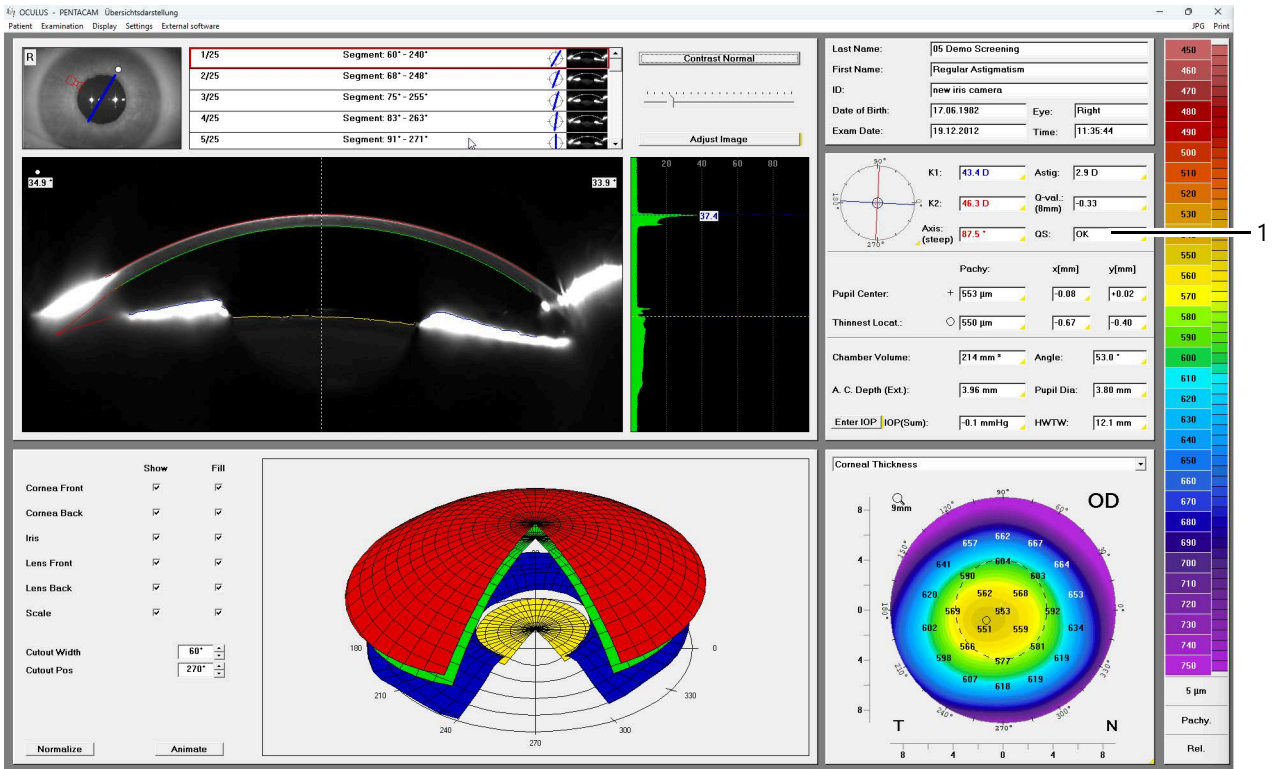 OCULUS - PENTACAM Übersichtsdarstellung
Patient Examination Display Settings External software JPG Print
R
1/25 Segment: 60° - 240°
2/25 Segment: 68° - 248°
3/25 Segment: 75° - 255°
4/25 Segment: 83° - 263°
5/25 Segment: 91° - 271°
Contrast Normal
Adjust Image
34.9 °
33.9 °
20 40 60 80
37.4
Last Name: 05 Demo Screening
First Name: Regular Astigmatism
ID: new iris camera
Date of Birth: 17.06.1982 Eye: Right
Exam Date: 19.12.2012 Time: 11:35:44
90°
180°
0°
270°
K1: 43.4 D Astig: 2.9 D
K2: 46.3 D Q-val.: (8mm) -0.33
Axis: (steep) 87.5 ° QS: OK
1
Pachy: x[mm] y[mm]
Pupil Center: + 553 µm -0.08 +0.02
Thinnest Locat.: 550 µm -0.67 -0.40
Chamber Volume: 214 mm ³ Angle: 53.0 °
A. C. Depth (Ext.): 3.96 mm Pupil Dia: 3.80 mm
Enter IOP IOP(Sum): -0.1 mmHg HWTW: 12.1 mm
Show Fill
Cornea Front
Cornea Back
Iris
Lens Front
Lens Back
Scale
Cutout Width 60°
Cutout Pos 270°
Normalize Animate
180
210
240
270
300
330
0
Corneal Thickness
9mm
OD
90°
120° 60°
150° 30°
180° 0°
210°
240° 300°
270°
8
4
0
4
8
657 662 667
641 604 664
590 603
620 562 568 653
569 553 592
602 551 559 634
566 581
598 577 619
607 618 619
T N
8 4 0 4 8
450
460
470
480
490
500
510
520
530
550
560
570
580
590
600
610
620
630
640
650
660
670
680
690
700
710
720
730
740
750
5 µm
Pachy.
Rel.